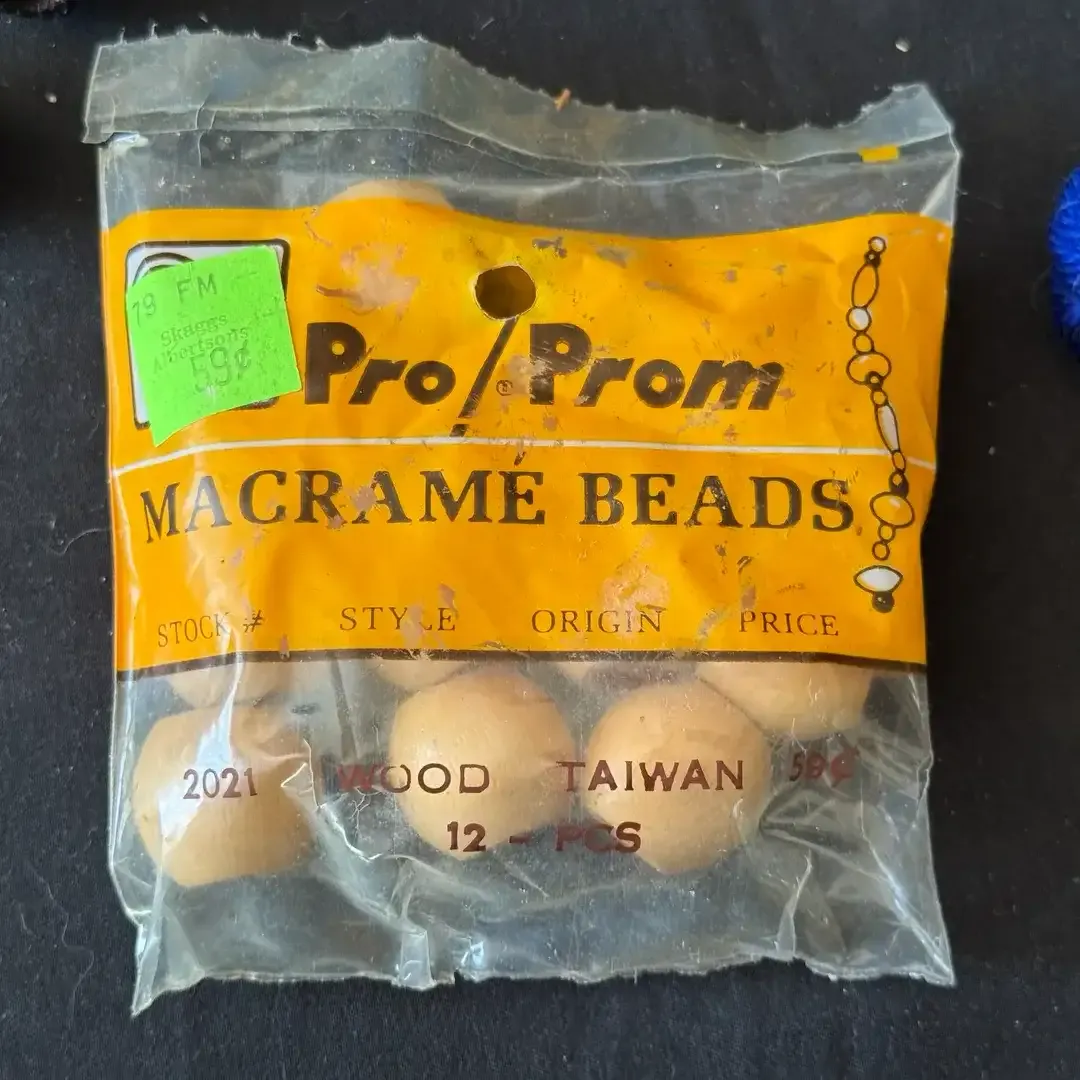 79 FM
Skaggs
Albertsons
59¢
Pro/Prom
®
MACRAMÉ BEADS
STOCK # STYLE ORIGIN PRICE
2021 WOOD TAIWAN 59¢
12 - PCS